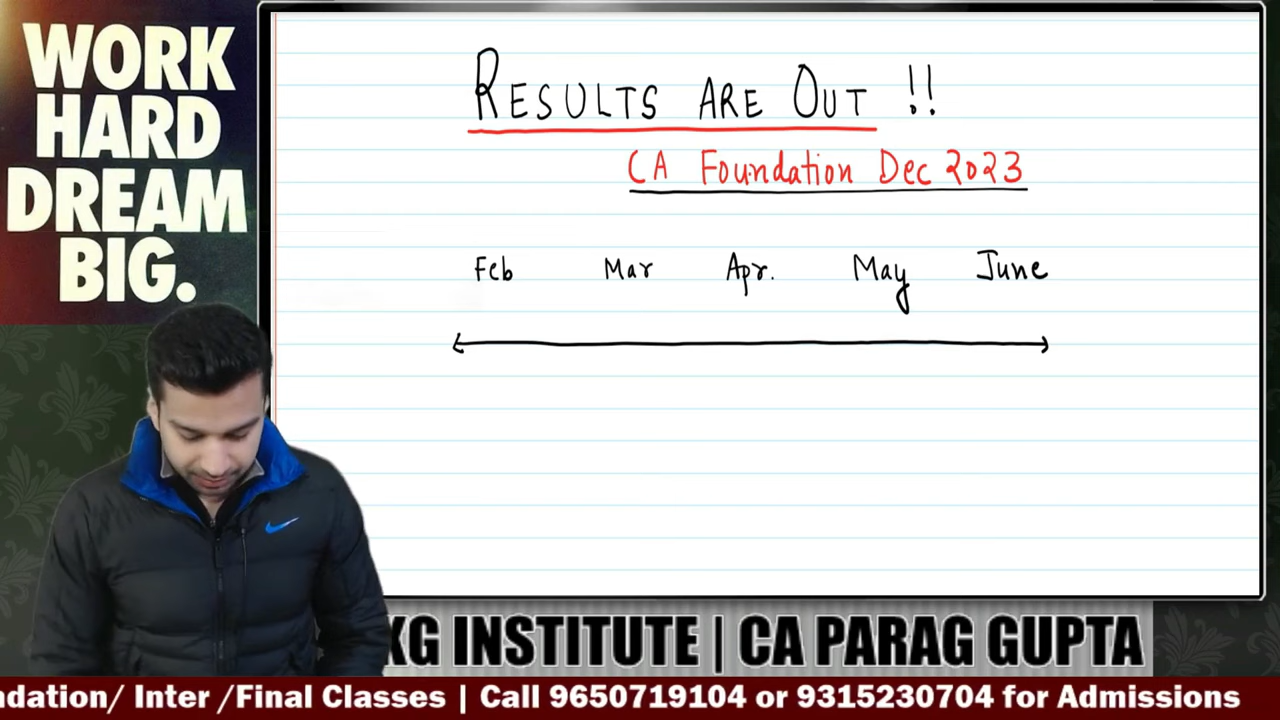 WORK
HARD
DREAM
BIG.
RESULTS ARE OUT !!
CA Foundation Dec 2023
Feb Mar Apr. May June
KG INSTITUTE | CA PARAG GUPTA
ndation/ Inter /Final Classes | Call 9650719104 or 9315230704 for Admissions